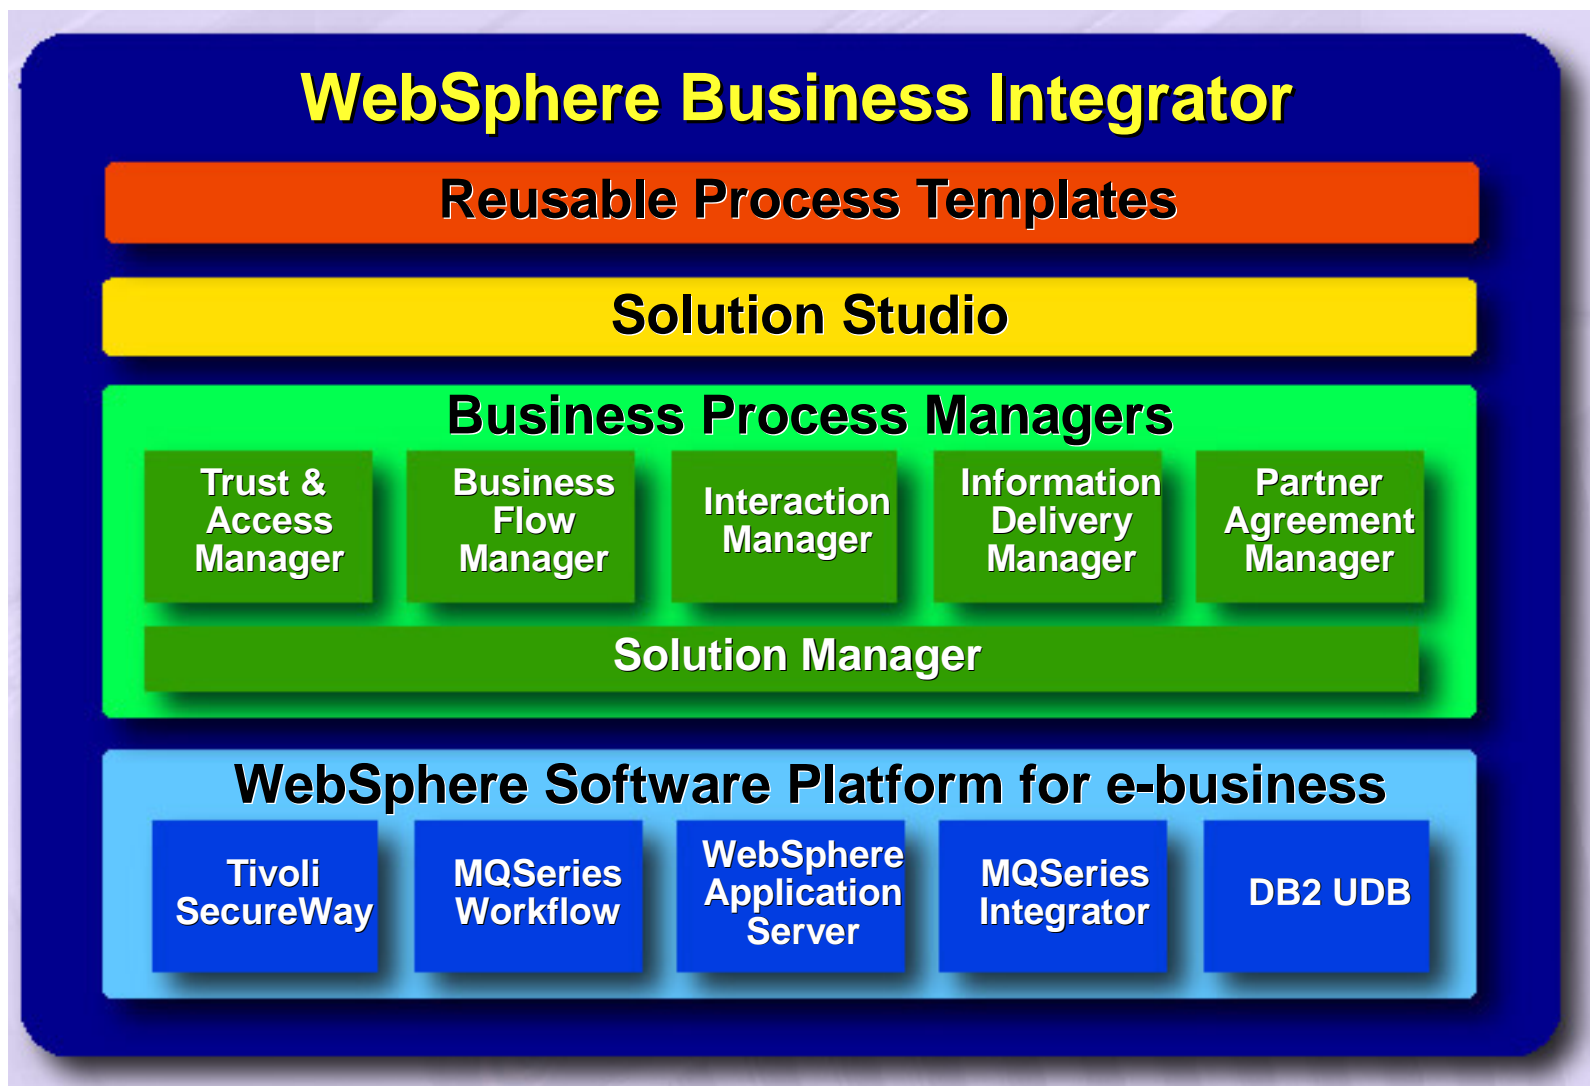 WebSphere Business Integrator
Reusable Process Templates
Solution Studio
Business Process Managers
Trust &
Access
Manager
Business
Flow
Manager
Interaction
Manager
Information
Delivery
Manager
Partner
Agreement
Manager
Solution Manager
WebSphere Software Platform for e-business
Tivoli
SecureWay
MQSeries
Workflow
WebSphere
Application
Server
MQSeries
Integrator
DB2 UDB